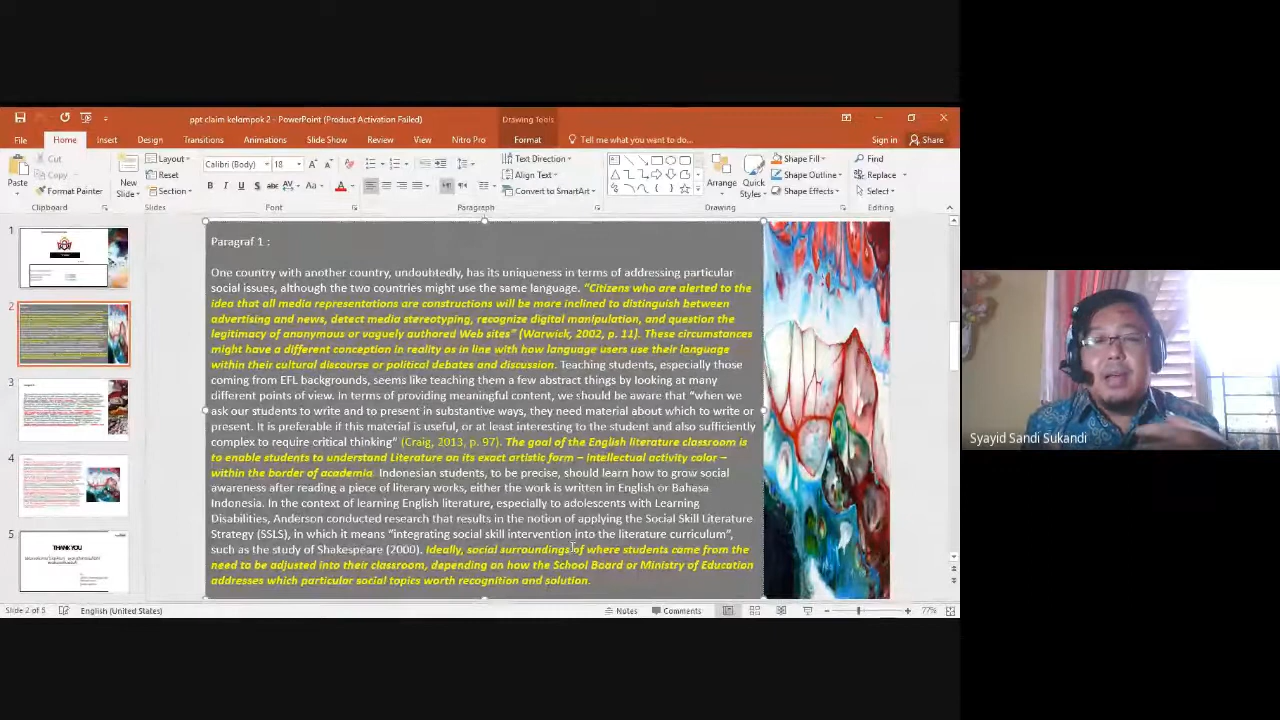 ppt claim kelempok 2 - PowerPoint (Product Activation Failed)
Drawing Tools
File Home Insert Design Transitions Animations Slide Show Review View Nitro Pro Format Tell me what you want to do... Sign in Share
Paste
Cut
Copy
Format Painter
Clipboard
New Slide
Layout
Reset
Section
Slides
Calibri (Body) 18
Font
Text Direction
Align Text
Convert to SmartArt
Paragraph
Arrange
Quick Styles
Shape Fill
Shape Outline
Shape Effects
Drawing
Find
Replace
Select
Editing
1
2
3
4
5
THANK YOU
Paragraf 1 :
One country with another country, undoubtedly, has its uniqueness in terms of addressing particular
social issues, although the two countries might use the same language. “Citizens who are alerted to the
idea that all media representations are constructions will be more inclined to distinguish between
advertising and news, detect media stereotyping, recognize digital manipulation, and question the
legitimacy of anonymous or vaguely authored Web sites” (Warwick, 2002, p. 11). These circumstances
might have a different conception in reality as in line with how language users use their language
within their cultural discourse or political debates and discussion. Teaching students, especially those
coming from EFL backgrounds, seems like teaching them a few abstract things by looking at many
different points of view. In terms of providing meaningful content, we should be aware that “when we
ask our students to write and to present in substantive ways, they need material about which to write or
present. It is preferable if this material is useful, or at least interesting to the student and also sufficiently
complex to require critical thinking” (Craig, 2013, p. 97). The goal of the English literature classroom is
to enable students to understand Literature on its exact artistic form – intellectual activity color –
within the border of academia. Indonesian students, to be precise, should learn how to grow social
awareness after reading a piece of literary works, either the work is written in English or Bahasa
Indonesia. In the context of learning English literature, especially to adolescents with Learning
Disabilities, Anderson conducted research that results in the notion of applying the Social Skill Literature
Strategy (SSLS), in which it means “integrating social skill intervention into the literature curriculum”,
such as the study of Shakespeare (2000). Ideally, social surroundings of where students come from the
need to be adjusted into their classroom, depending on how the School Board or Ministry of Education
addresses which particular social topics worth recognition and solution.
Slide 2 of 5 English (United States) Notes Comments 77%
Syayid Sandi Sukandi